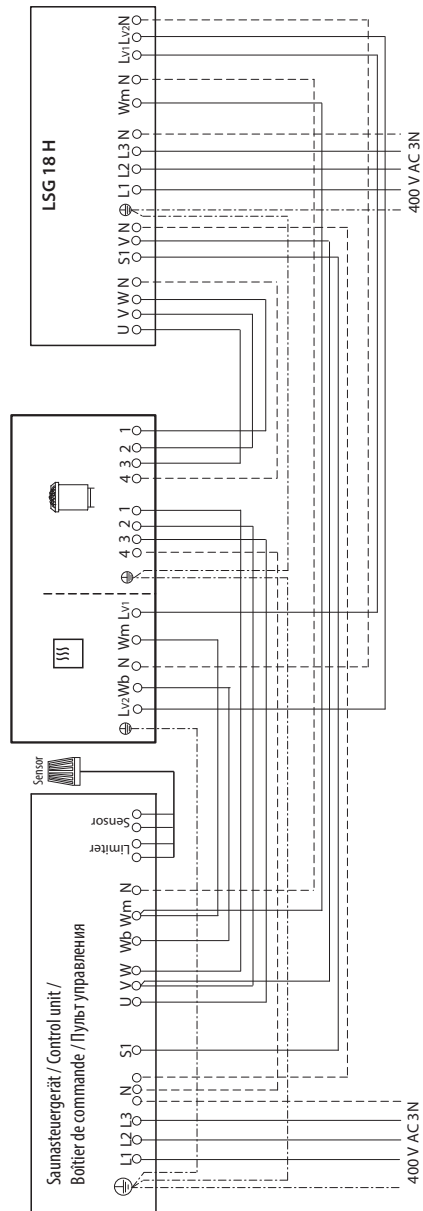 Saunasteuergerät / Control unit /
Boîtier de commande / Пульт управления
L1 L2 L3 N S1 U V W Wb Wm N Limiter Sensor
400 V AC 3N
Sensor
Lv2 Wb N Wm Lv1 4 3 2 1 4 3 2 1
LSG 18 H
U V W N S1 V N L1 L2 L3 N Wm N Lv1 Lv2 N
400 V AC 3N